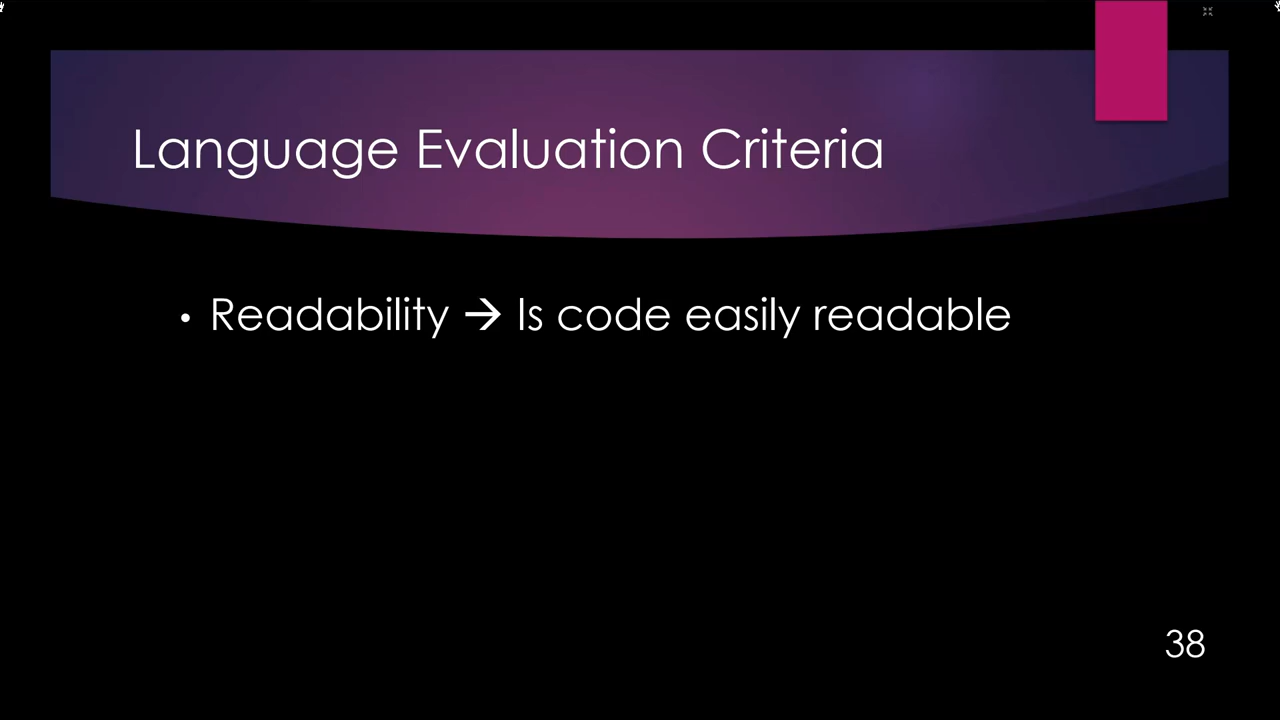 Language Evaluation Criteria
• Readability → Is code easily readable
38